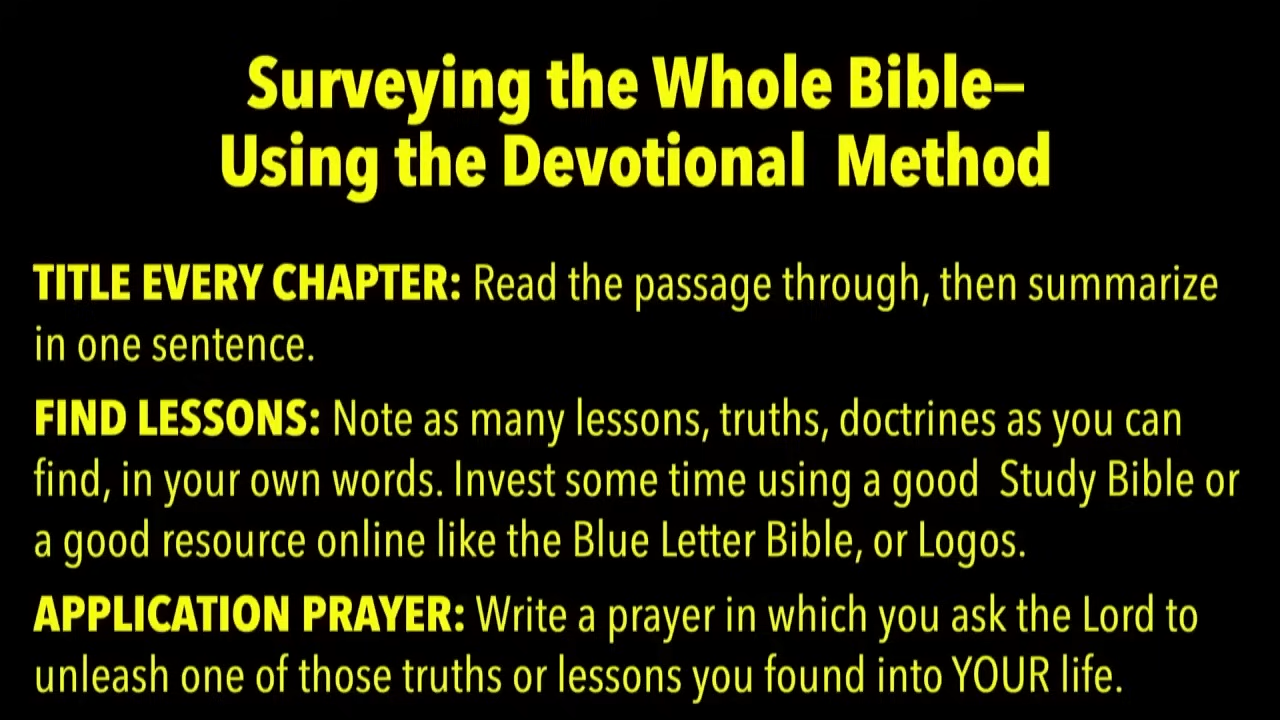 Surveying the Whole Bible—
Using the Devotional Method
TITLE EVERY CHAPTER: Read the passage through, then summarize
in one sentence.
FIND LESSONS: Note as many lessons, truths, doctrines as you can
find, in your own words. Invest some time using a good Study Bible or
a good resource online like the Blue Letter Bible, or Logos.
APPLICATION PRAYER: Write a prayer in which you ask the Lord to
unleash one of those truths or lessons you found into YOUR life.